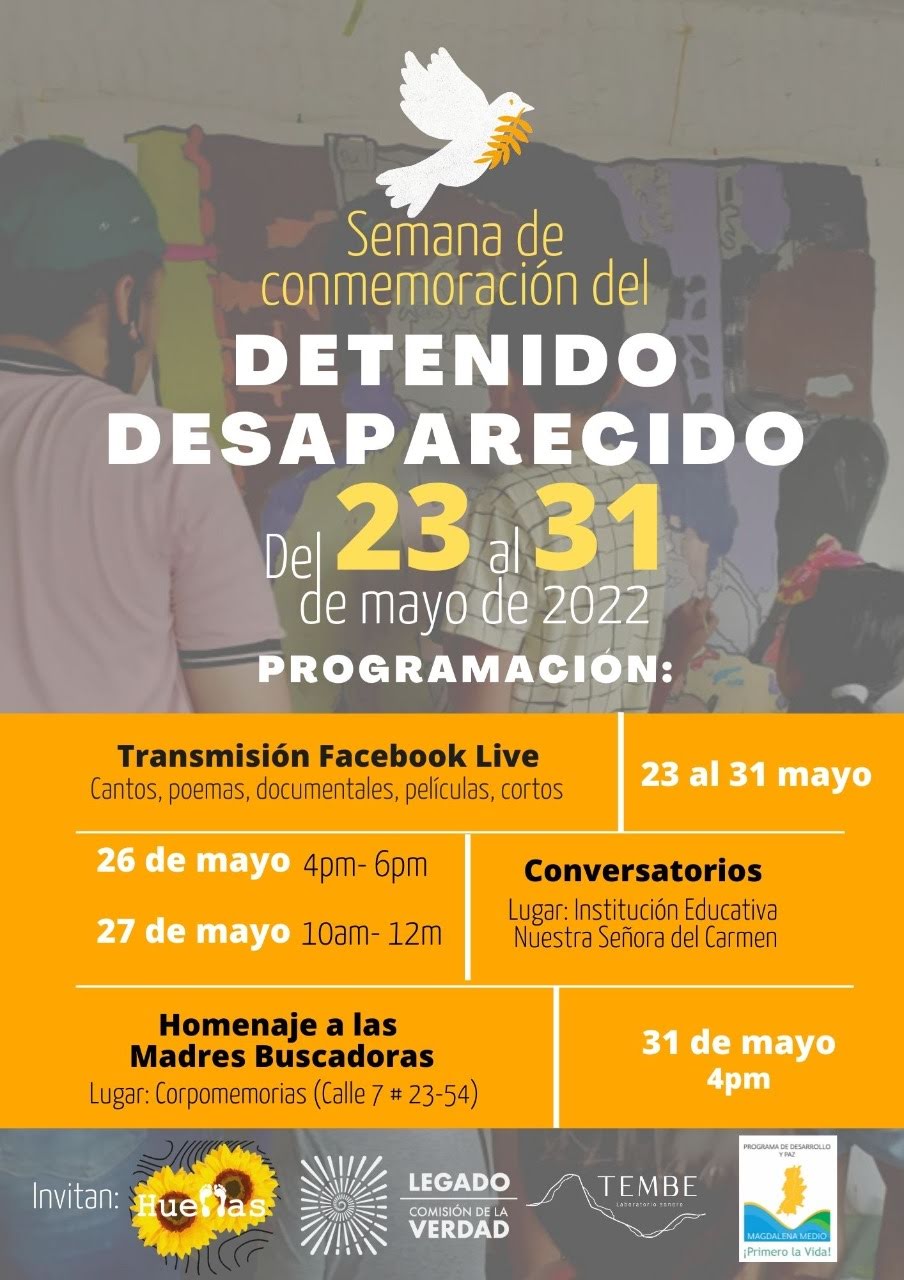 Semana de
conmemoración del
DETENIDO
DESAPARECIDO
Del 23 al 31
de mayo de 2022
PROGRAMACIÓN:
Transmisión Facebook Live
Cantos, poemas, documentales, películas, cortos
23 al 31 mayo
26 de mayo 4pm- 6pm
27 de mayo 10am- 12m
Conversatorios
Lugar: Institución Educativa
Nuestra Señora del Carmen
Homenaje a las
Madres Buscadoras
Lugar: Corpomemorias (Calle 7 # 23-54)
31 de mayo
4pm
Invitan:
Huellas
LEGADO
COMISIÓN DE LA
VERDAD
TEMBE
Laboratorio sonoro
PROGRAMA DE DESARROLLO
Y PAZ
MAGDALENA MEDIO
¡Primero la Vida!